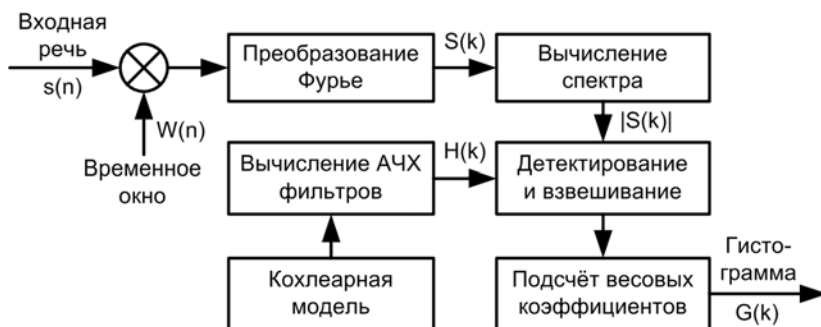 Входная
речь
s(n)
W(n)
Временное
окно
Преобразование
Фурье
S(k)
Вычисление
спектра
|S(k)|
Вычисление АЧХ
фильтров
H(k)
Детектирование
и взвешивание
Кохлеарная
модель
Подсчёт весовых
коэффициентов
Гисто-
грамма
G(k)